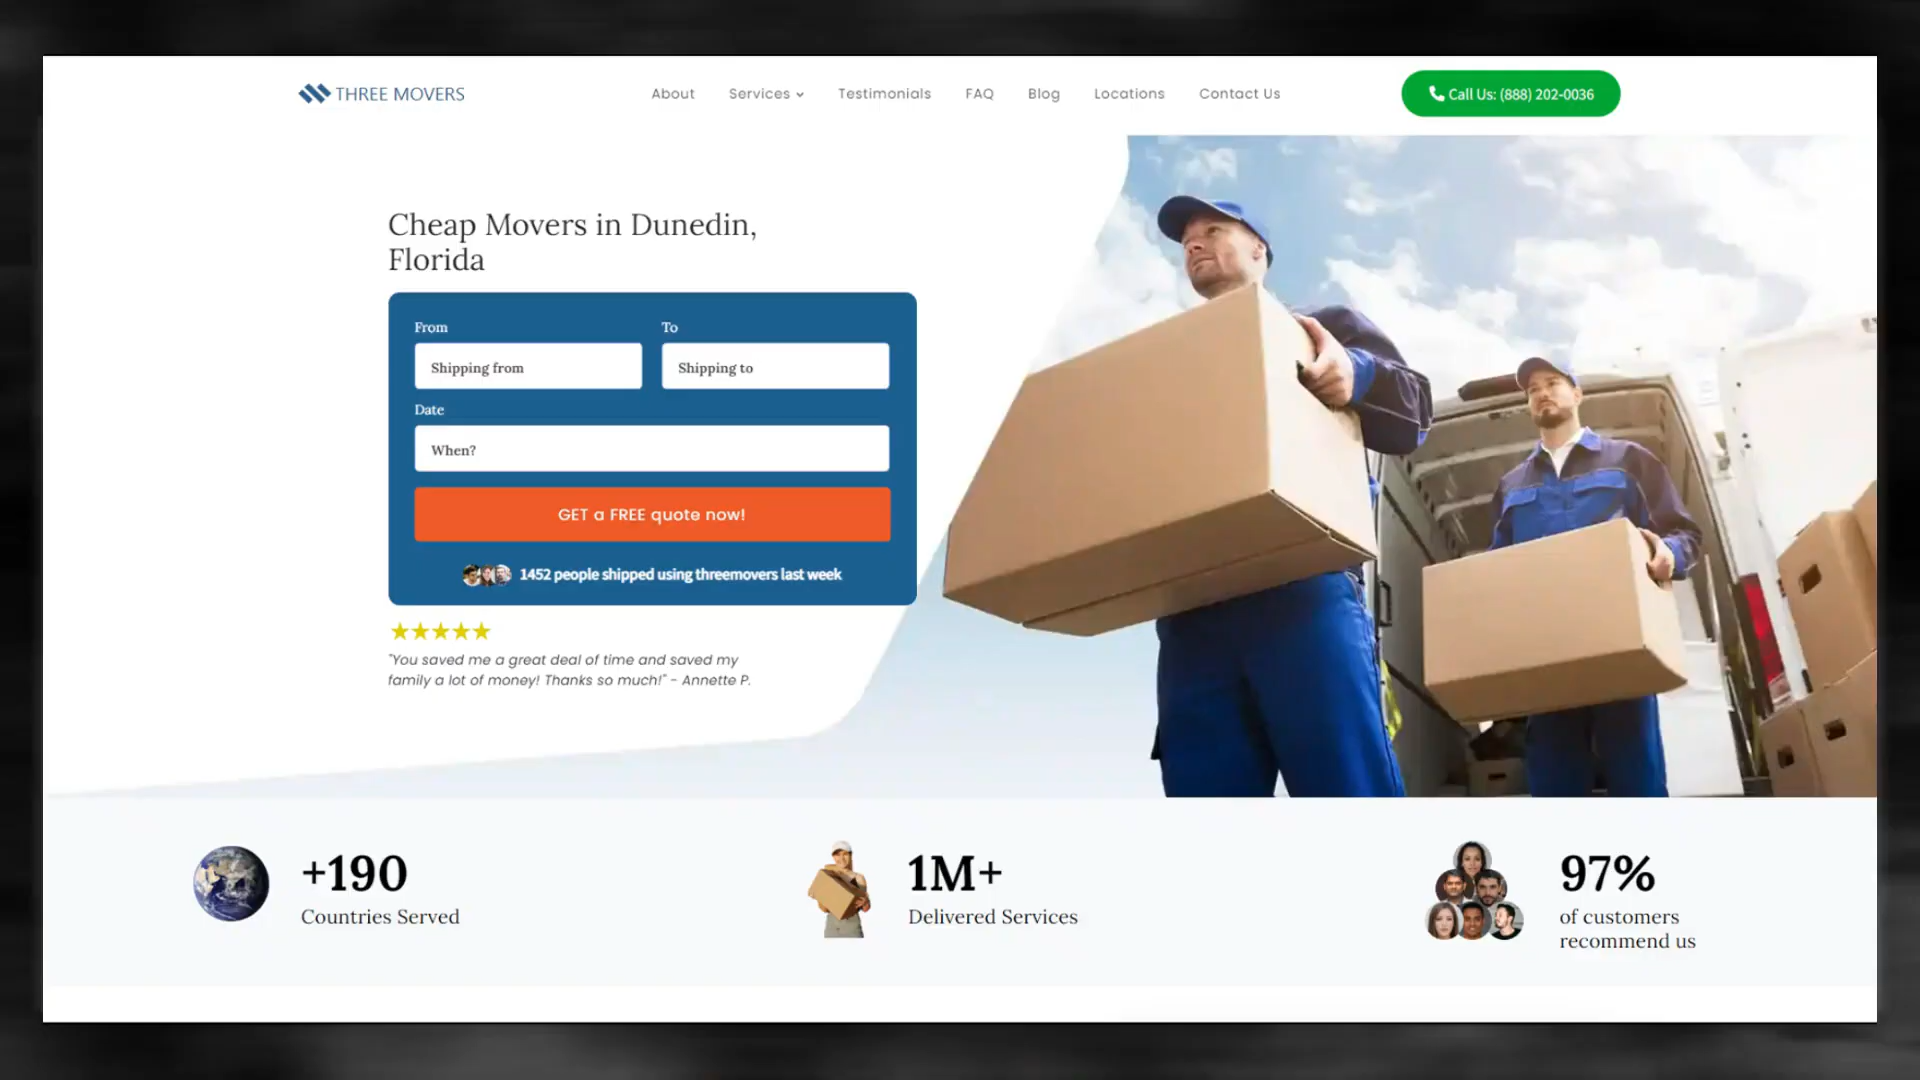 THREE MOVERS
About
Services
Testimonials
FAQ
Blog
Locations
Contact Us
Call Us: (888) 202-0036
Cheap Movers in Dunedin,
Florida
From
To
Shipping from
Shipping to
Date
When?
GET a FREE quote now!
1452 people shipped using threemovers last week
"You saved me a great deal of time and saved my
family a lot of money! Thanks so much!" - Annette P.
+190
Countries Served
1M+
Delivered Services
97%
of customers
recommend us